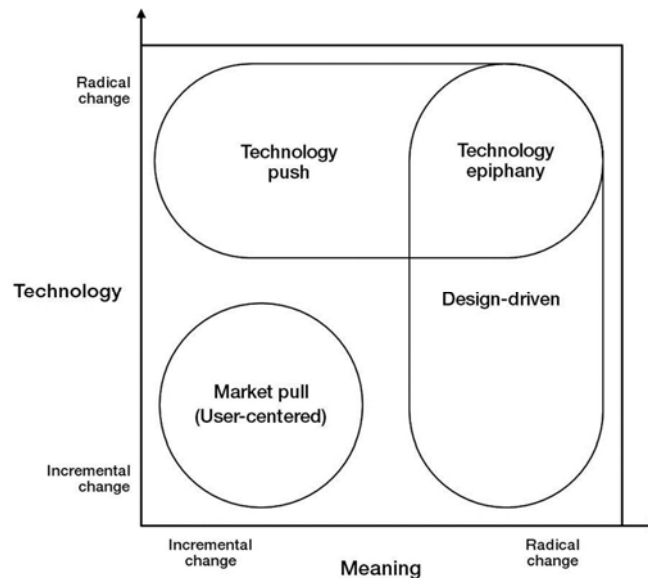 Radical
change
Technology
push
Technology
epiphany
Technology
Design-driven
Market pull
(User-centered)
Incremental
change
Incremental
change
Radical
change
Meaning